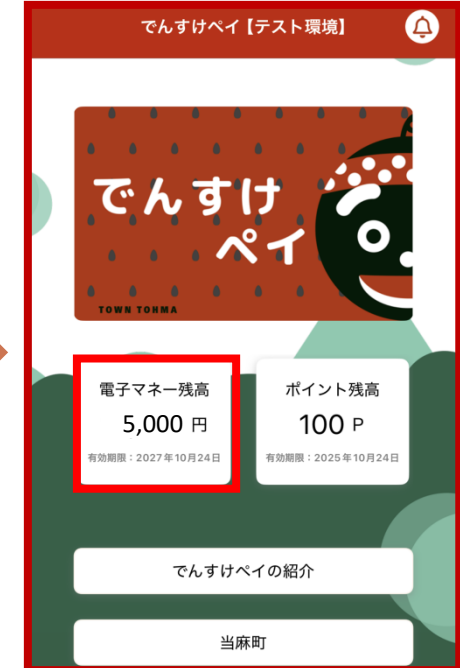 でんすけペイ【テスト環境】
でんすけ
ペイ
TOWN TOHMA
電子マネー残高
5,000 円
有効期限：2027年10月24日
ポイント残高
100 P
有効期限：2025年10月24日
でんすけペイの紹介
当麻町